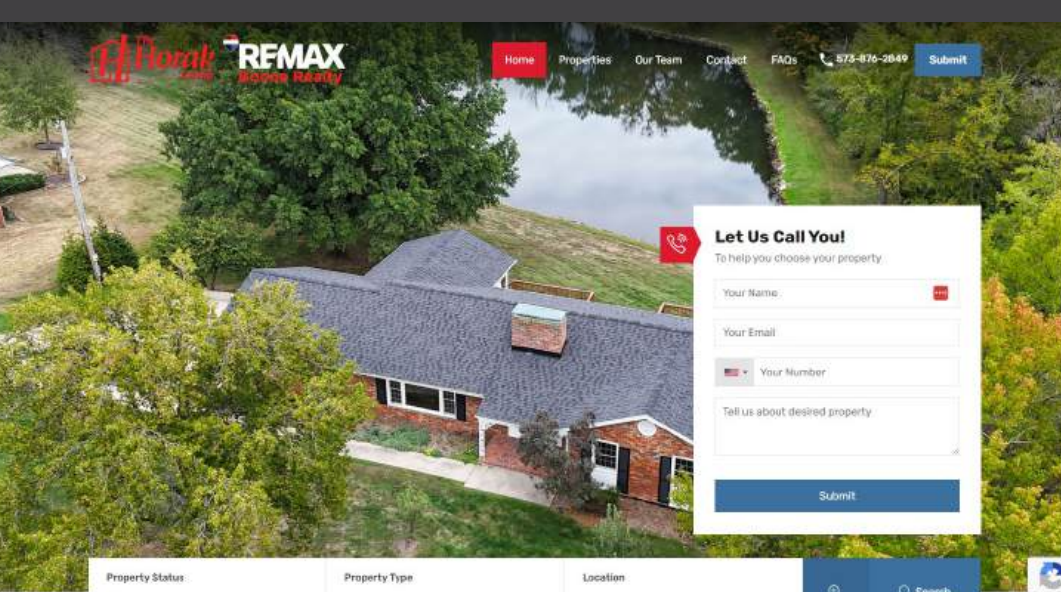 Horak
REMAX
Boone Realty
Home
Properties
Our Team
Contact
FAQs
573-876-2849
Submit
Let Us Call You!
To help you choose your property
Your Name
Your Email
Your Number
Tell us about desired property
Submit
Property Status
Property Type
Location
Search